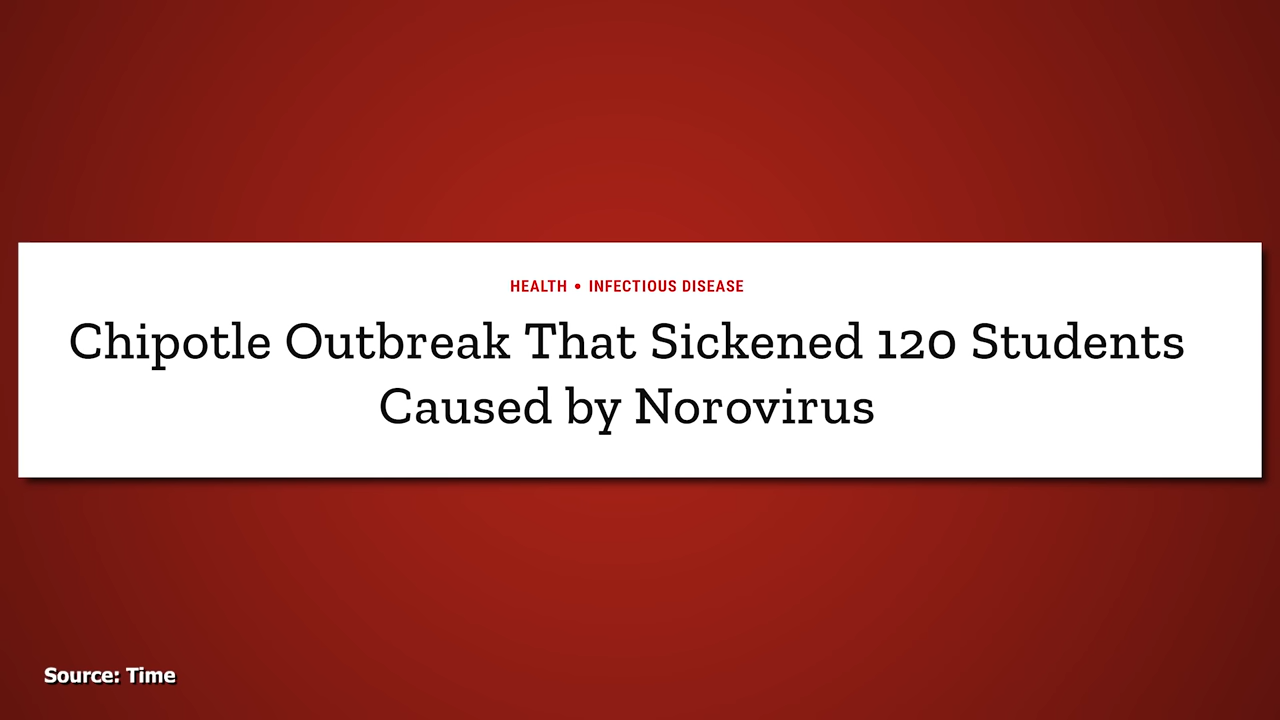 HEALTH • INFECTIOUS DISEASE
Chipotle Outbreak That Sickened 120 Students
Caused by Norovirus
Source: Time